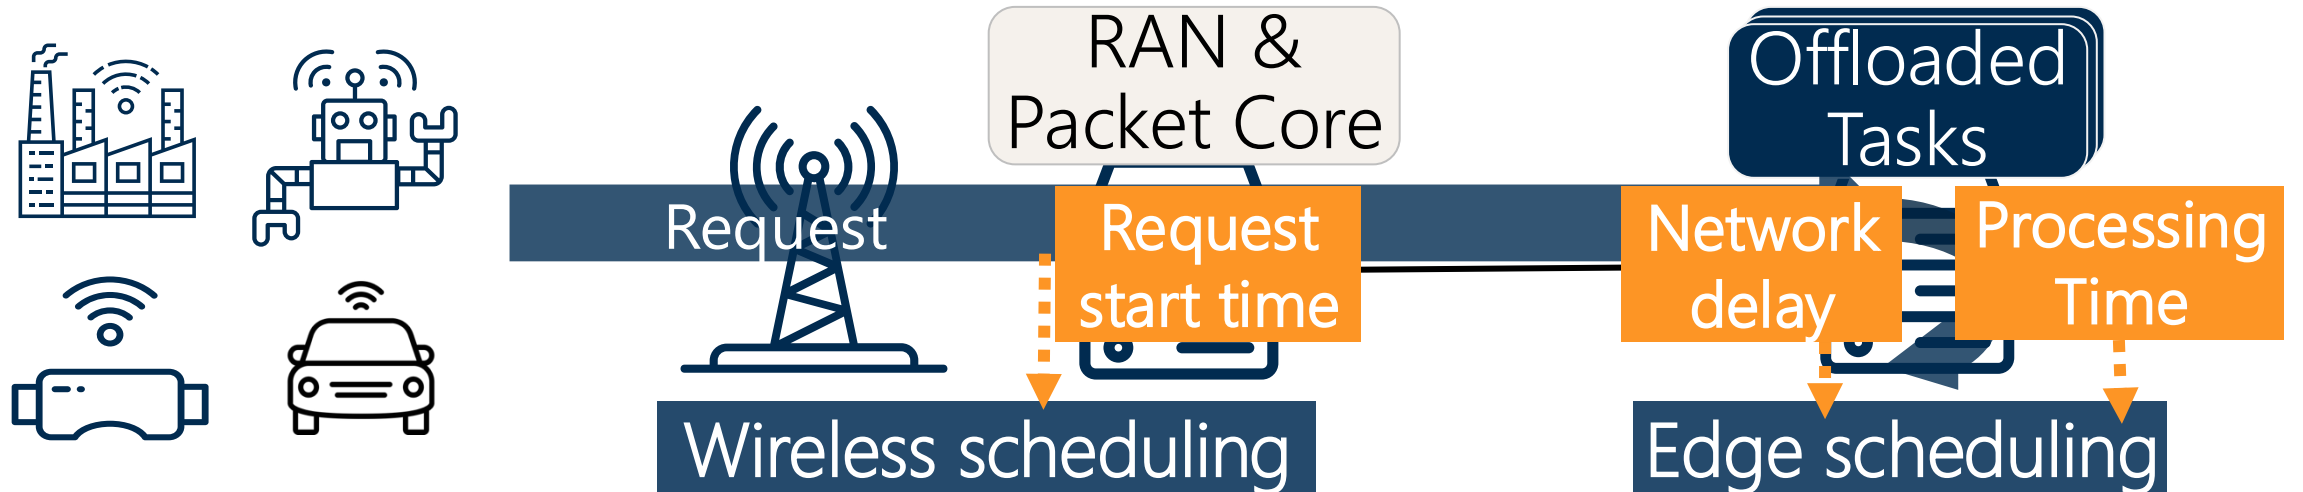 RAN &
Packet Core
Offloaded
Tasks
Request
Request
start time
Network
delay
Processing
Time
Wireless scheduling
Edge scheduling